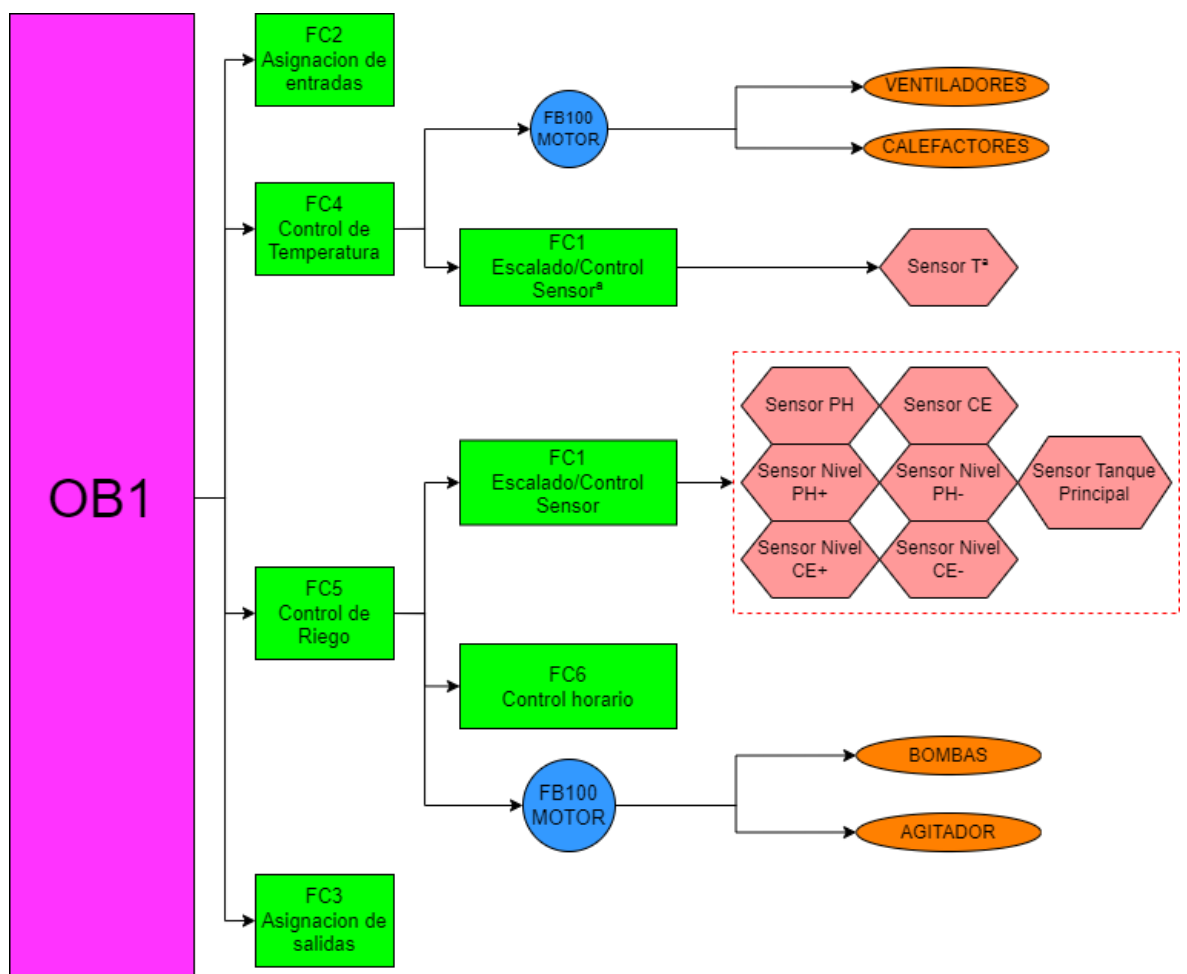 OB1
FC2
Asignacion de
entradas
FC4
Control de
Temperatura
FB100
MOTOR
VENTILADORES
CALEFACTORES
FC1
Escalado/Control
Sensorª
Sensor Tª
FC5
Control de
Riego
FC1
Escalado/Control
Sensor
Sensor PH
Sensor CE
Sensor Nivel
PH+
Sensor Nivel
PH-
Sensor Tanque
Principal
Sensor Nivel
CE+
Sensor Nivel
CE-
FC6
Control horario
FB100
MOTOR
BOMBAS
AGITADOR
FC3
Asignacion de
salidas